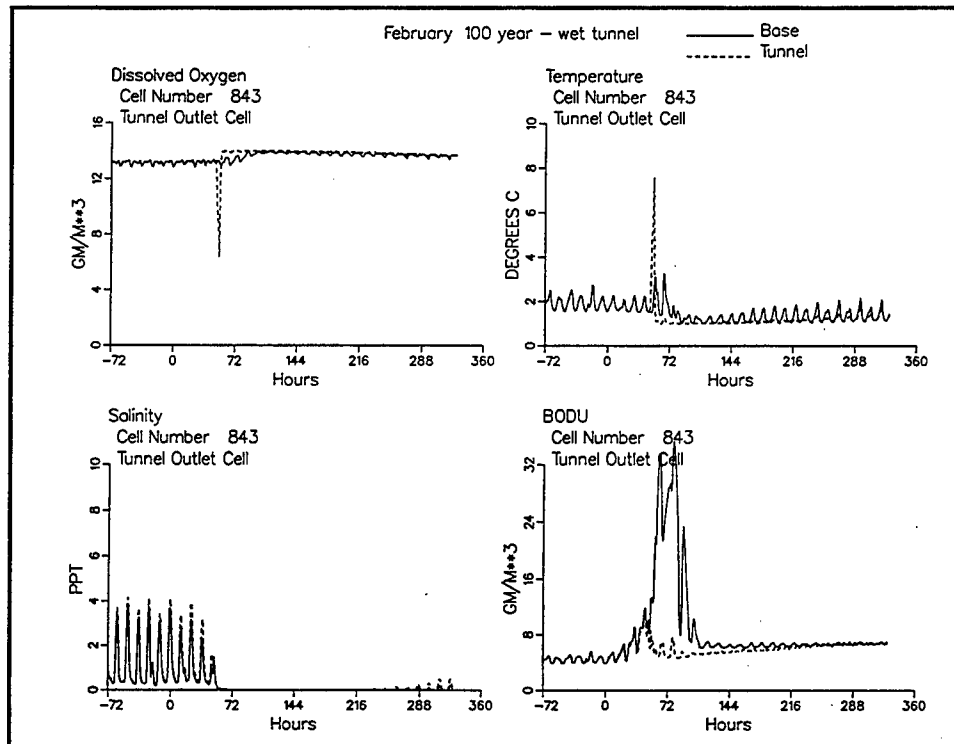 February 100 year – wet tunnel
Base
Tunnel
Dissolved Oxygen
Cell Number 843
Tunnel Outlet Cell
16
12
8
4
0
GM/M**3
-72 0 72 144 216 288 360
Hours
Temperature
Cell Number 843
Tunnel Outlet Cell
10
8
6
4
2
0
DEGREES C
-72 0 72 144 216 288 360
Hours
Salinity
Cell Number 843
Tunnel Outlet Cell
10
8
6
4
2
0
PPT
-72 0 72 144 216 288 360
Hours
BODU
Cell Number 843
Tunnel Outlet Cell
32
24
16
8
0
GM/M**3
-72 0 72 144 216 288 360
Hours